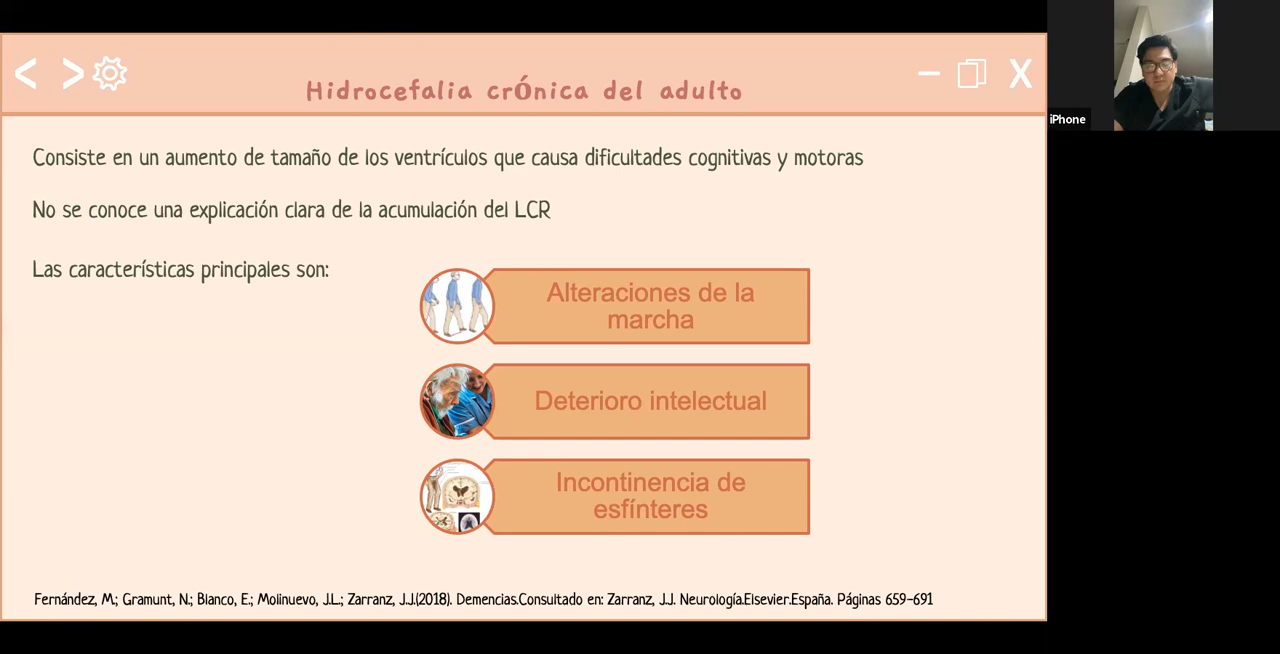 Hidrocefalia crónica del adulto
X
iPhone
Consiste en un aumento de tamaño de los ventrículos que causa dificultades cognitivas y motoras
No se conoce una explicación clara de la acumulación del LCR
Las características principales son:
Alteraciones de la
marcha
Deterioro intelectual
Incontinencia de
esfínteres
Fernández, M.; Gramunt, N.; Blanco, E.; Molinuevo, J.L.; Zarranz, J.J.(2018). Demencias.Consultado en: Zarranz, J.J. Neurología.Elsevier.España. Páginas 659-691